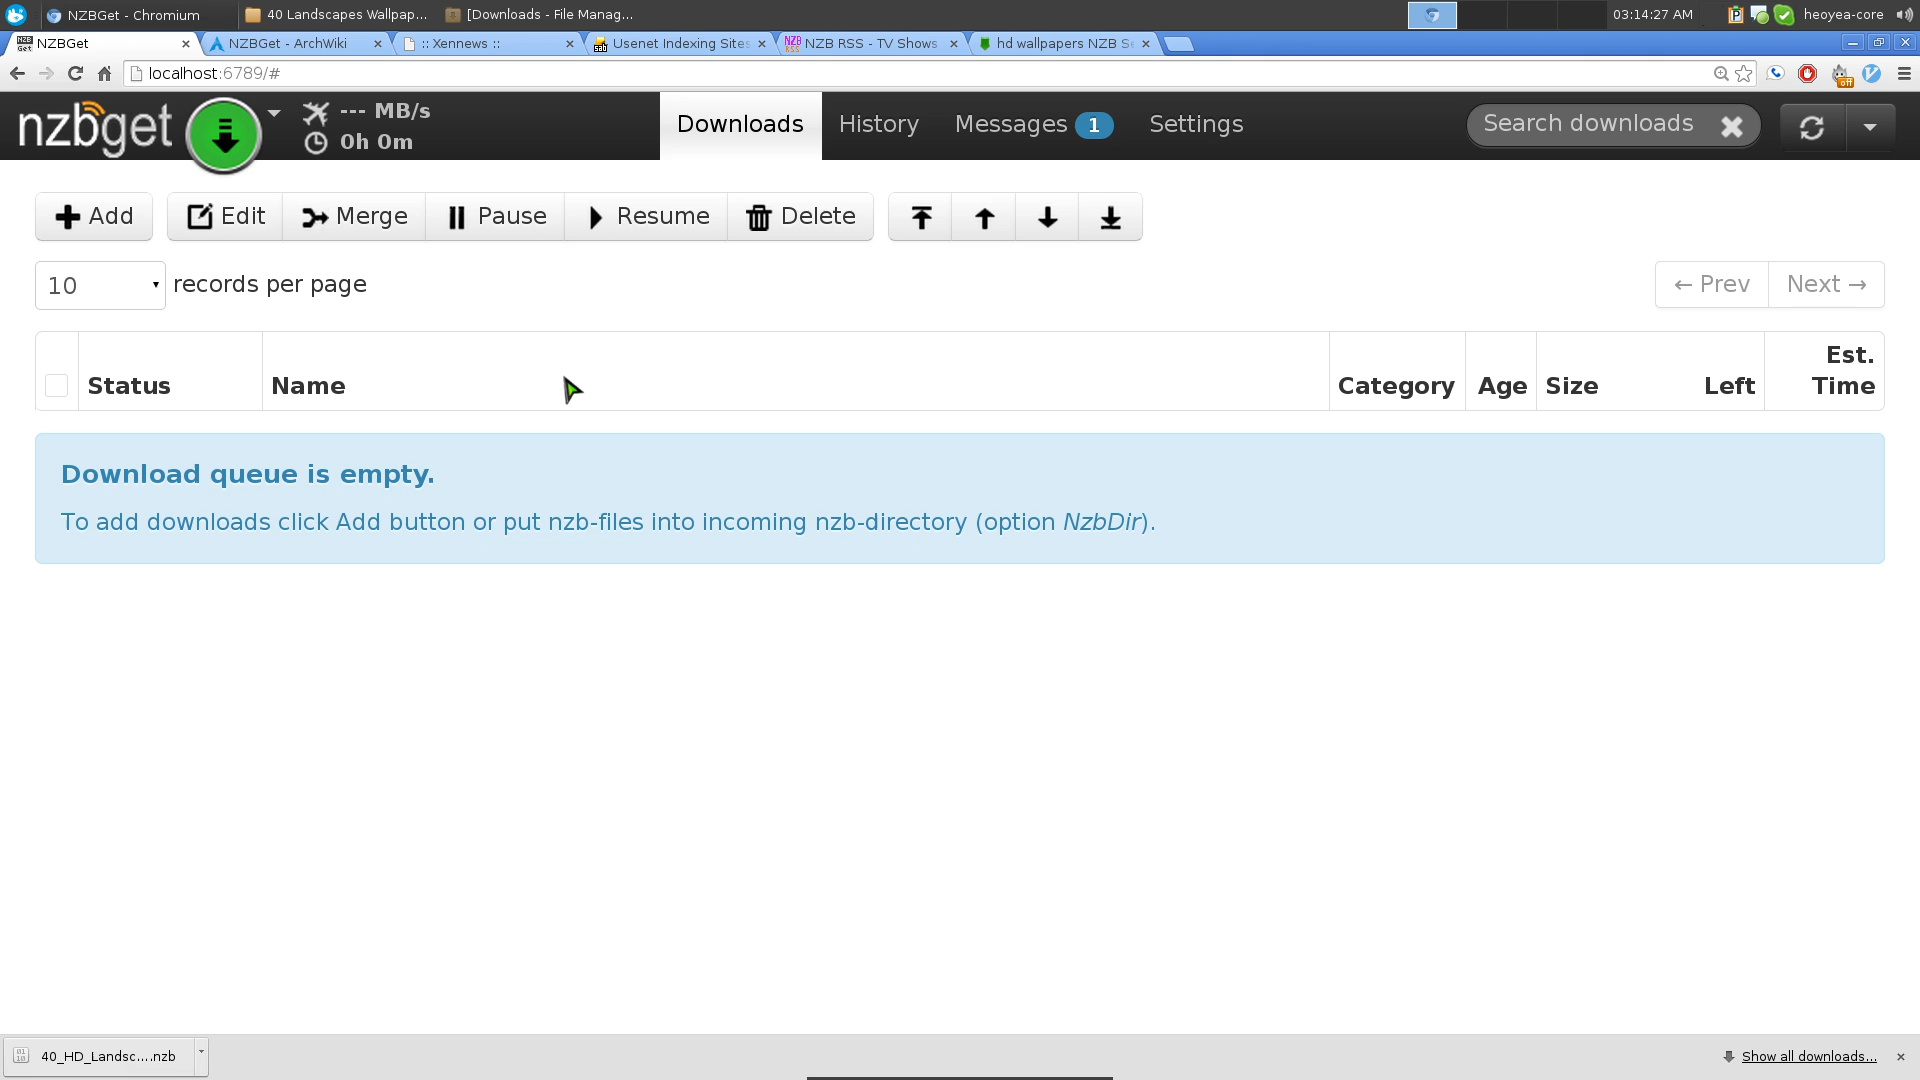 NZBGet - Chromium 40 Landscapes Wallpap... [Downloads - File Manag... 03:14:27 AM heoyea-core
NZBGet NZBGet - ArchWiki :: Xennews :: Usenet Indexing Sites NZB RSS - TV Shows hd wallpapers NZB Se
localhost:6789/#
nzbget --- MB/s
0h 0m
Downloads History Messages 1 Settings Search downloads
Add Edit Merge Pause Resume Delete
10 records per page ← Prev Next →
Status Name Category Age Size Left Est. Time
Download queue is empty.
To add downloads click Add button or put nzb-files into incoming nzb-directory (option NzbDir).
40_HD_Landsc....nzb Show all downloads...